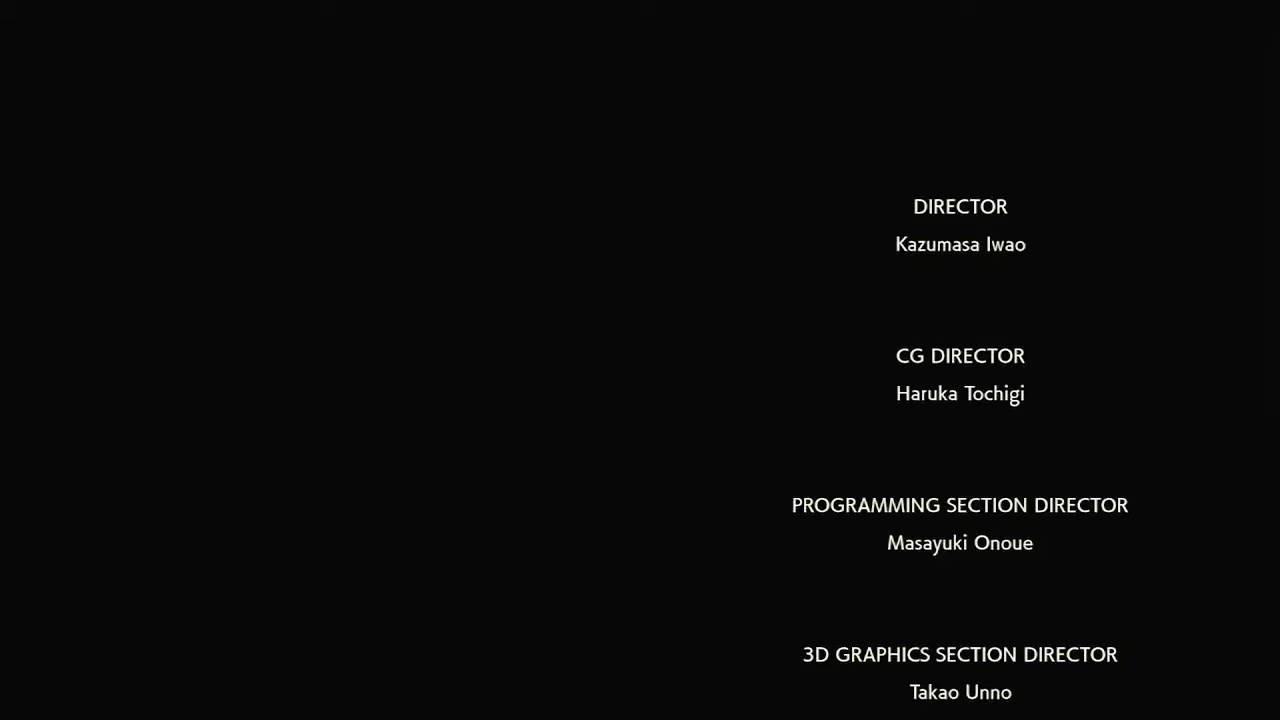 DIRECTOR
Kazumasa Iwao
CG DIRECTOR
Haruka Tochigi
PROGRAMMING SECTION DIRECTOR
Masayuki Onoue
3D GRAPHICS SECTION DIRECTOR
Takao Unno